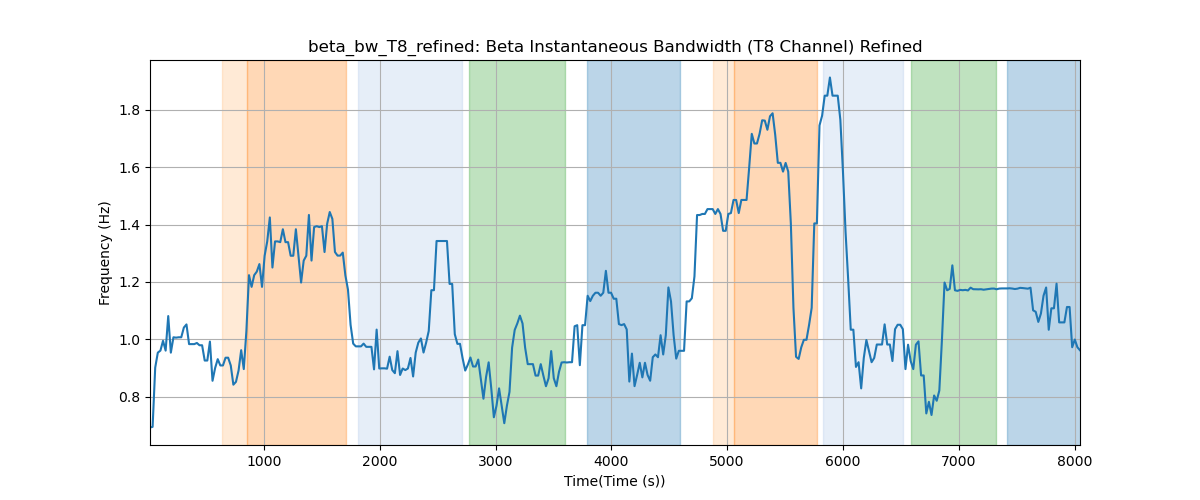 beta_bw_T8_refined: Beta Instantaneous Bandwidth (T8 Channel) Refined
Frequency (Hz)
1.8
1.6
1.4
1.2
1.0
0.8
1000 2000 3000 4000 5000 6000 7000 8000
Time(Time (s))